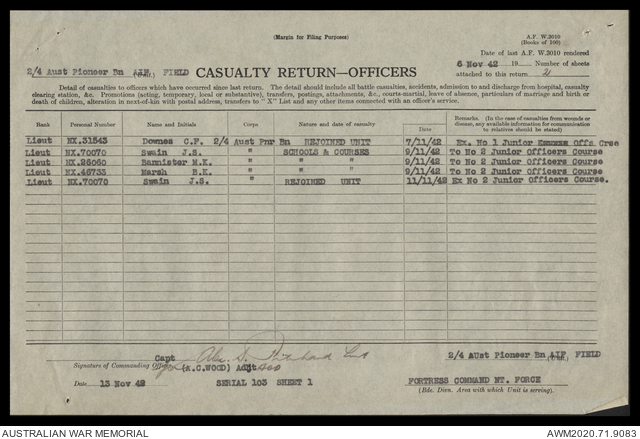 (Margin for Filing Purposes)
A.F. W.3010
(Books of 100)
Date of last A.F. W.3010 rendered
6 Nov 42 19 Number of sheets
attached to this return 2
2/4 Aust Pioneer Bn AIF FIELD
(Unit)
CASUALTY RETURN—OFFICERS
Detail of casualties to officers which have occurred since last return. The detail should include all battle casualties, accidents, admission to and discharge from hospital, casualty
clearing station, &c. Promotions (acting, temporary, local or substantive), transfers, postings, attachments, &c., courts-martial, leave of absence, particulars of marriage and birth or
death of children, alteration in next-of-kin with postal address, transfers to "X" List and any other items connected with an officer's service.
Rank Personal Number Name and Initials Corps Nature and date of casualty Date Remarks. (In the case of casualties from wounds or
disease, any available information for communication
to relatives should be stated)
Lieut NX.31543 Downes C.F. 2/4 Aust Pnr Bn REJOINED UNIT 7/11/42 Ex. No 1 Junior Offs Crse
Lieut NX.70070 Swain J.S. " SCHOOLS & COURSES 9/11/42 To No 2 Junior Officers Course
Lieut NX.26060 Bannister M.K. " " " 9/11/42 To No 2 Junior Officers Course
Lieut NX.46733 Marsh B.K. " " " 9/11/42 To No 2 Junior Officers Course
Lieut NX.70070 Swain J.S. " REJOINED UNIT 11/11/42 Ex No 2 Junior Officers Course.
Capt
2/4 AUst Pioneer Bn AIF FIELD
(Unit)
Signature of Commanding Officer (A.C.WOOD) Adjt
Date 13 Nov 42 SERIAL 103 SHEET 1 FORTRESS COMMAND NT. FORCE
(Bde. Divn. Area with which Unit is serving).
AUSTRALIAN WAR MEMORIAL AWM2020.71.9083